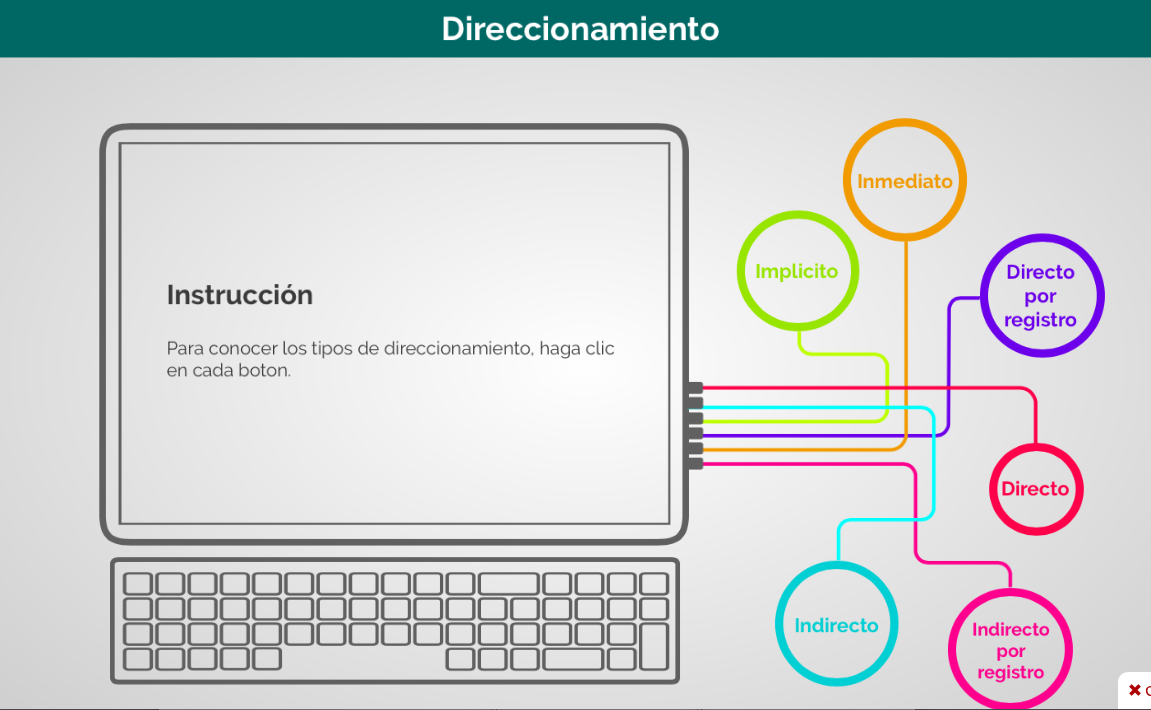 Direccionamiento
Instrucción
Para conocer los tipos de direccionamiento, haga clic
en cada boton.
Inmediato
Implicito
Directo
por
registro
Directo
Indirecto
Indirecto
por
registro